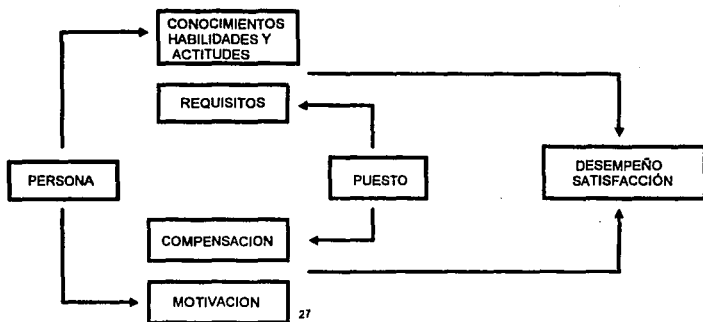 CONOCIMIENTOS
HABILIDADES Y
ACTITUDES
REQUISITOS
PERSONA
PUESTO
DESEMPEÑO
SATISFACCIÓN
COMPENSACION
MOTIVACION
27